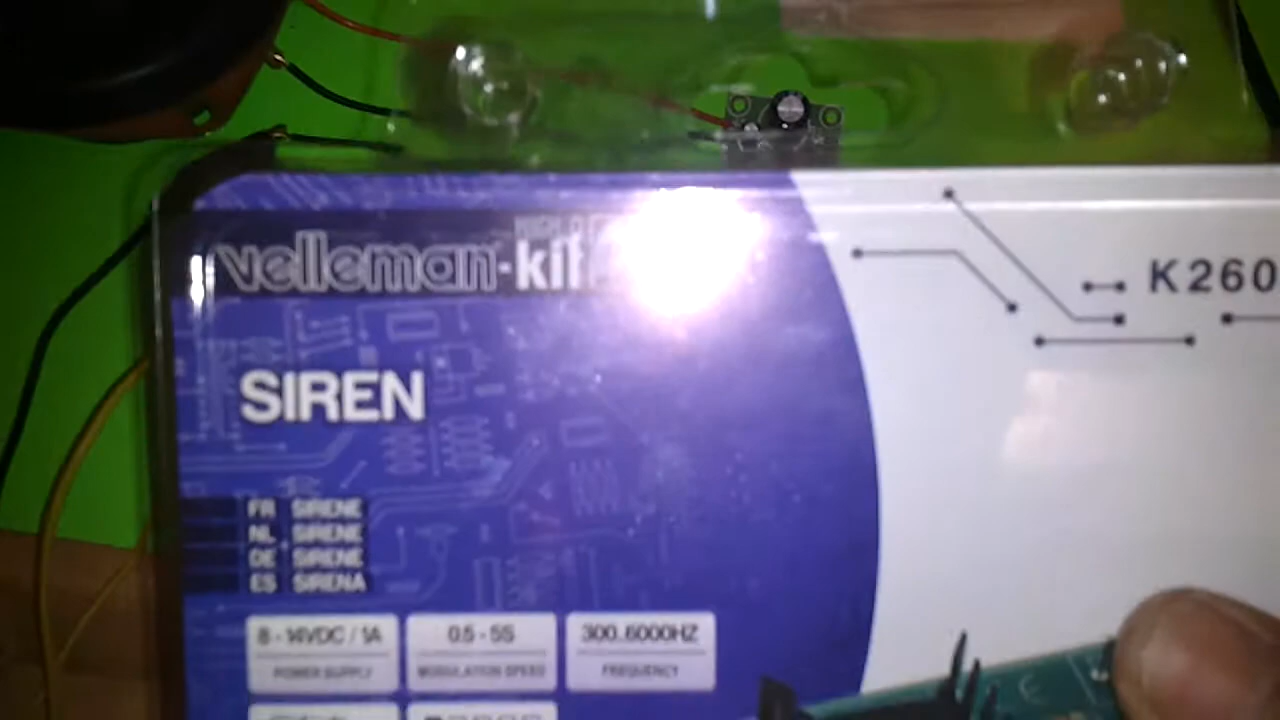 velleman-kit
K260
SIREN
FR SIRENE
NL SIRENE
DE SIRENE
ES SIRENA
8 - 14VDC / 1A
POWER SUPPLY
0.5 - 5S
MODULATION SPEED
300..6000HZ
FREQUENCY